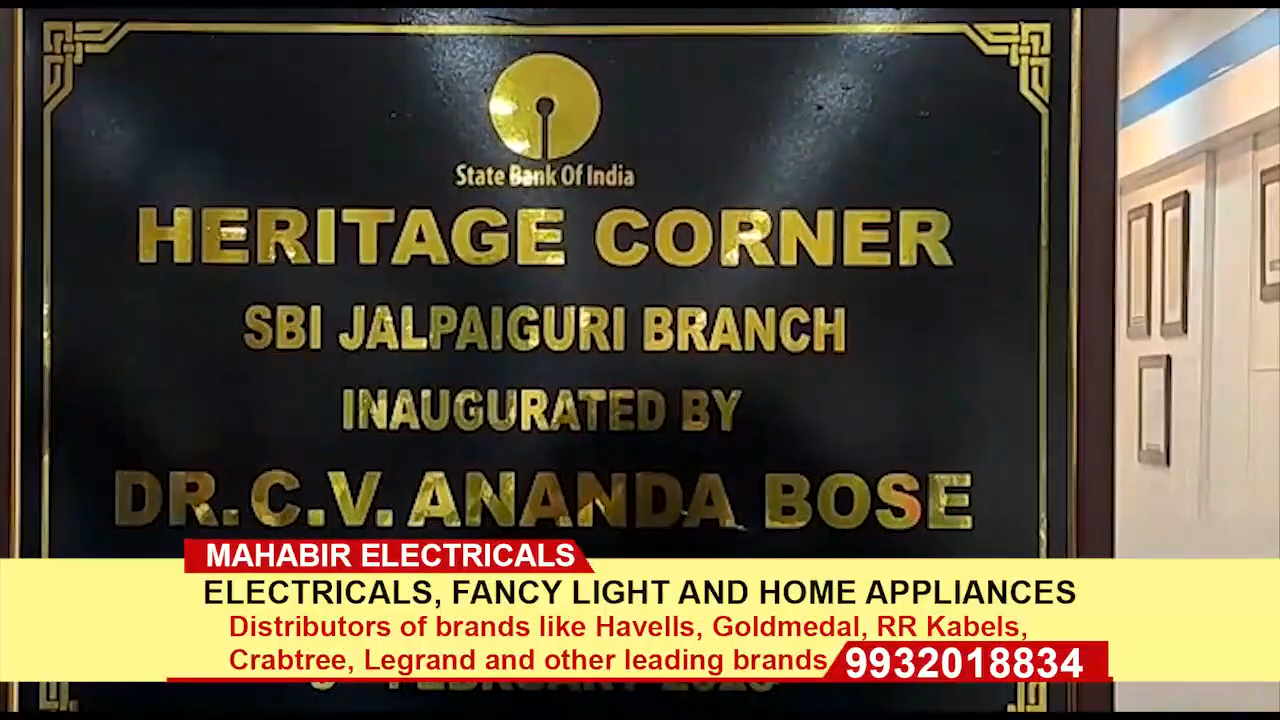 State Bank Of India
HERITAGE CORNER
SBI JALPAIGURI BRANCH
INAUGURATED BY
DR. C.V. ANANDA BOSE
MAHABIR ELECTRICALS
ELECTRICALS, FANCY LIGHT AND HOME APPLIANCES
Distributors of brands like Havells, Goldmedal, RR Kabels,
Crabtree, Legrand and other leading brands
9932018834